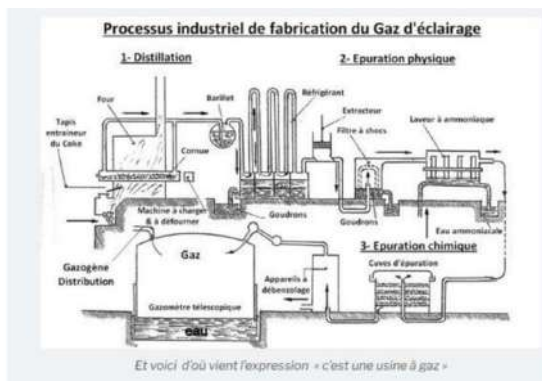 Processus industriel de fabrication du Gaz d'éclairage
1- Distillation
2- Epuration physique
Four
Barillet
Réfrigérant
Extracteur
Laveur à ammoniaque
Tapis
entraineur
du Coke
Filtre à chocs
Cornue
Machine à charger
& à défourner
Goudrons
Goudrons
Eau ammoniacale
3- Epuration chimique
Gazogène
Distribution
Gaz
Appareils à
débenzolage
Cuves d'épuration
Gazomètre télescopique
eau
Et voici d'où vient l'expression « c'est une usine à gaz »